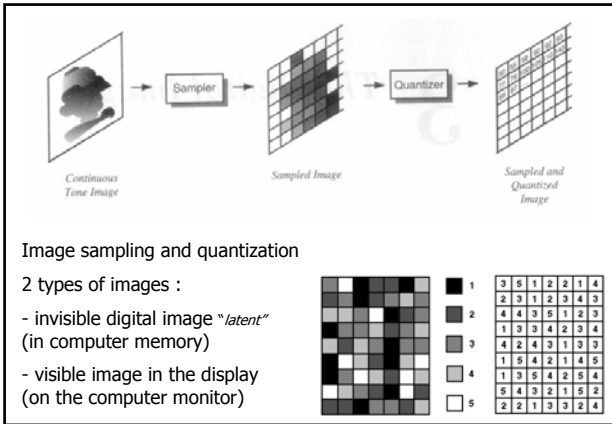 Sampler
Quantizer
Continuous
Tone Image
Sampled Image
Sampled and
Quantized
Image
Image sampling and quantization
2 types of images :
- invisible digital image “latent”
(in computer memory)
- visible image in the display
(on the computer monitor)
1
2
3
4
5
3 5 1 2 2 1 4
2 3 1 2 3 4 3
4 4 3 5 1 2 3
1 3 3 4 2 3 4
4 2 4 3 1 3 3
1 5 4 2 1 4 5
1 3 5 4 2 5 4
5 4 3 2 1 5 2
2 2 1 3 3 2 4